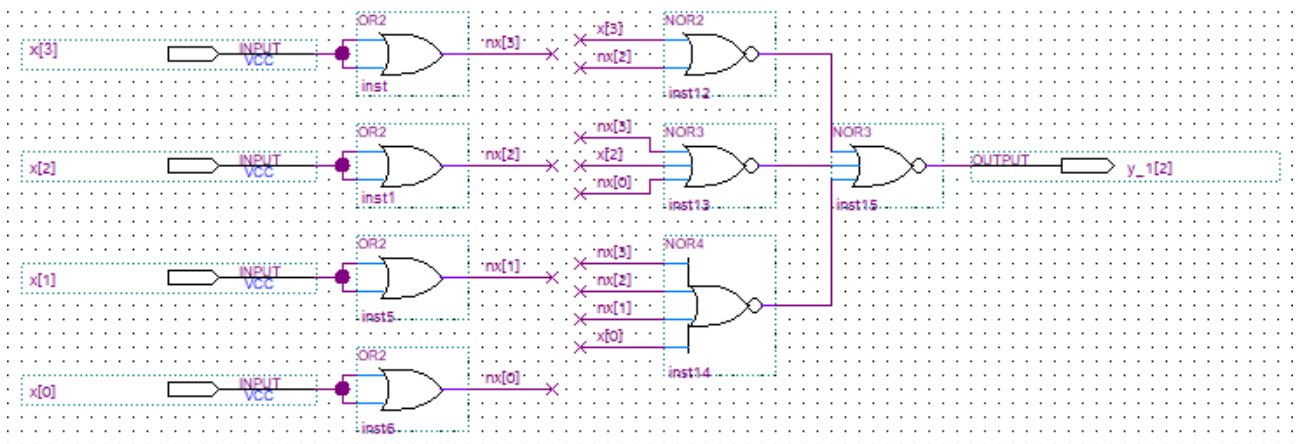 OR2
x[3]
INPUT
VCC
nx[3]
inst
x[3]
nx[2]
NOR2
inst12
OR2
x[2]
INPUT
VCC
nx[2]
inst1
nx[3]
x[2]
nx[0]
NOR3
inst13
NOR3
inst15
OUTPUT
y_1[2]
OR2
x[1]
INPUT
VCC
nx[1]
inst5
nx[3]
nx[2]
nx[1]
x[0]
NOR4
inst14
OR2
x[0]
INPUT
VCC
nx[0]
inst6